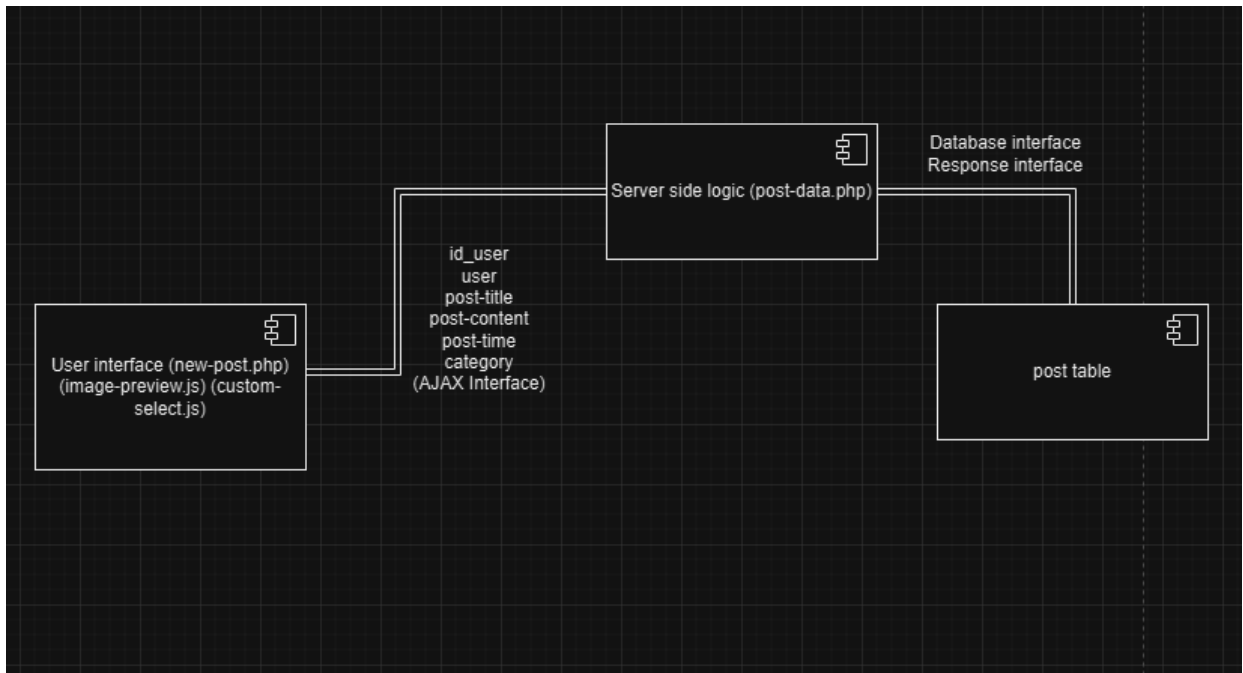 Database interface
Response interface
Server side logic (post-data.php)
id_user
user
post-title
post-content
post-time
category
(AJAX Interface)
User interface (new-post.php)
(image-preview.js) (custom-
select.js)
post table